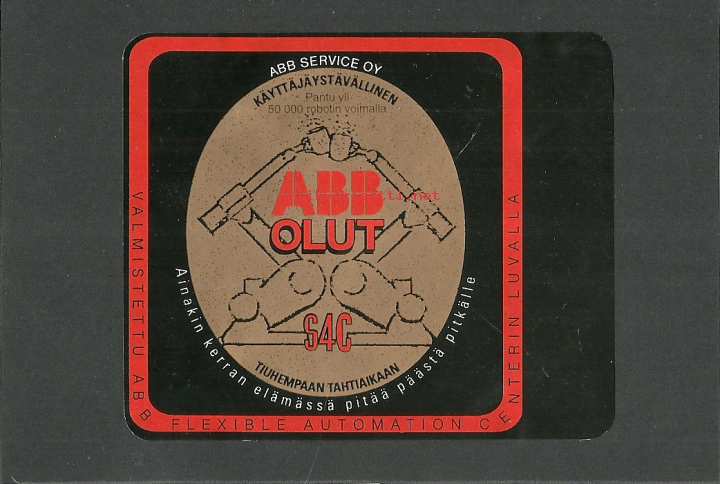 ABB SERVICE OY
KÄYTTÄJÄYSTÄVÄLLINEN
Pantu yli
50 000 robotin voimalla
ABB
OLUT
S4C
TIUHEMPAAN TAHTIAIKAAN
Ainakin kerran elämässä pitää päästä pitkälle
VALMISTETTU ABB FLEXIBLE AUTOMATION CENTERIN LUVALLA